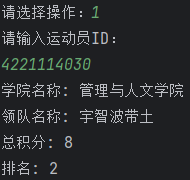 请选择操作：1
请输入运动员ID：
4221114030
学院名称: 管理与人文学院
领队名称: 宇智波带土
总积分: 8
排名: 2